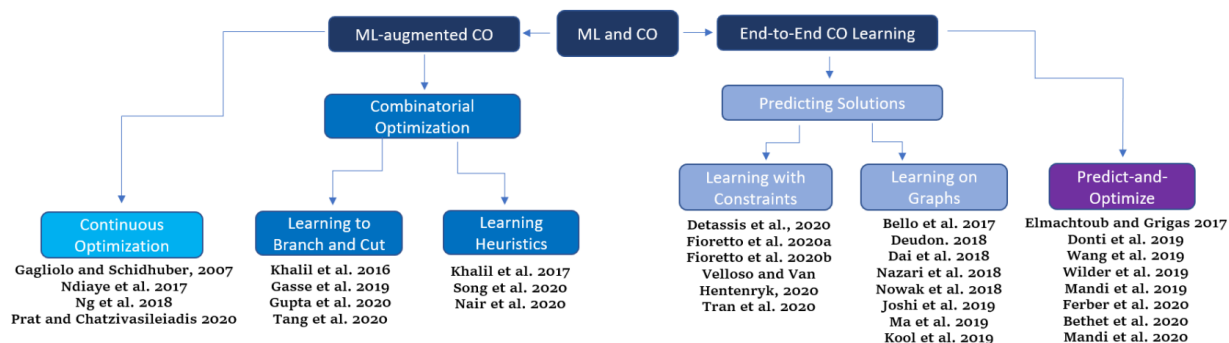 ML-augmented CO
ML and CO
End-to-End CO Learning
Combinatorial
Optimization
Predicting Solutions
Continuous
Optimization
Gagliolo and Schidhuber, 2007
Ndiaye et al. 2017
Ng et al. 2018
Prat and Chatzivasileiadis 2020
Learning to
Branch and Cut
Khalil et al. 2016
Gasse et al. 2019
Gupta et al. 2020
Tang et al. 2020
Learning
Heuristics
Khalil et al. 2017
Song et al. 2020
Nair et al. 2020
Learning with
Constraints
Detassis et al., 2020
Fioretto et al. 2020a
Fioretto et al. 2020b
Velloso and Van
Hentenryk, 2020
Tran et al. 2020
Learning on
Graphs
Bello et al. 2017
Deudon. 2018
Dai et al. 2018
Nazari et al. 2018
Nowak et al. 2018
Joshi et al. 2019
Ma et al. 2019
Kool et al. 2019
Predict-and-
Optimize
Elmachtoub and Grigas 2017
Donti et al. 2019
Wang et al. 2019
Wilder et al. 2019
Mandi et al. 2019
Ferber et al. 2020
Bethet et al. 2020
Mandi et al. 2020